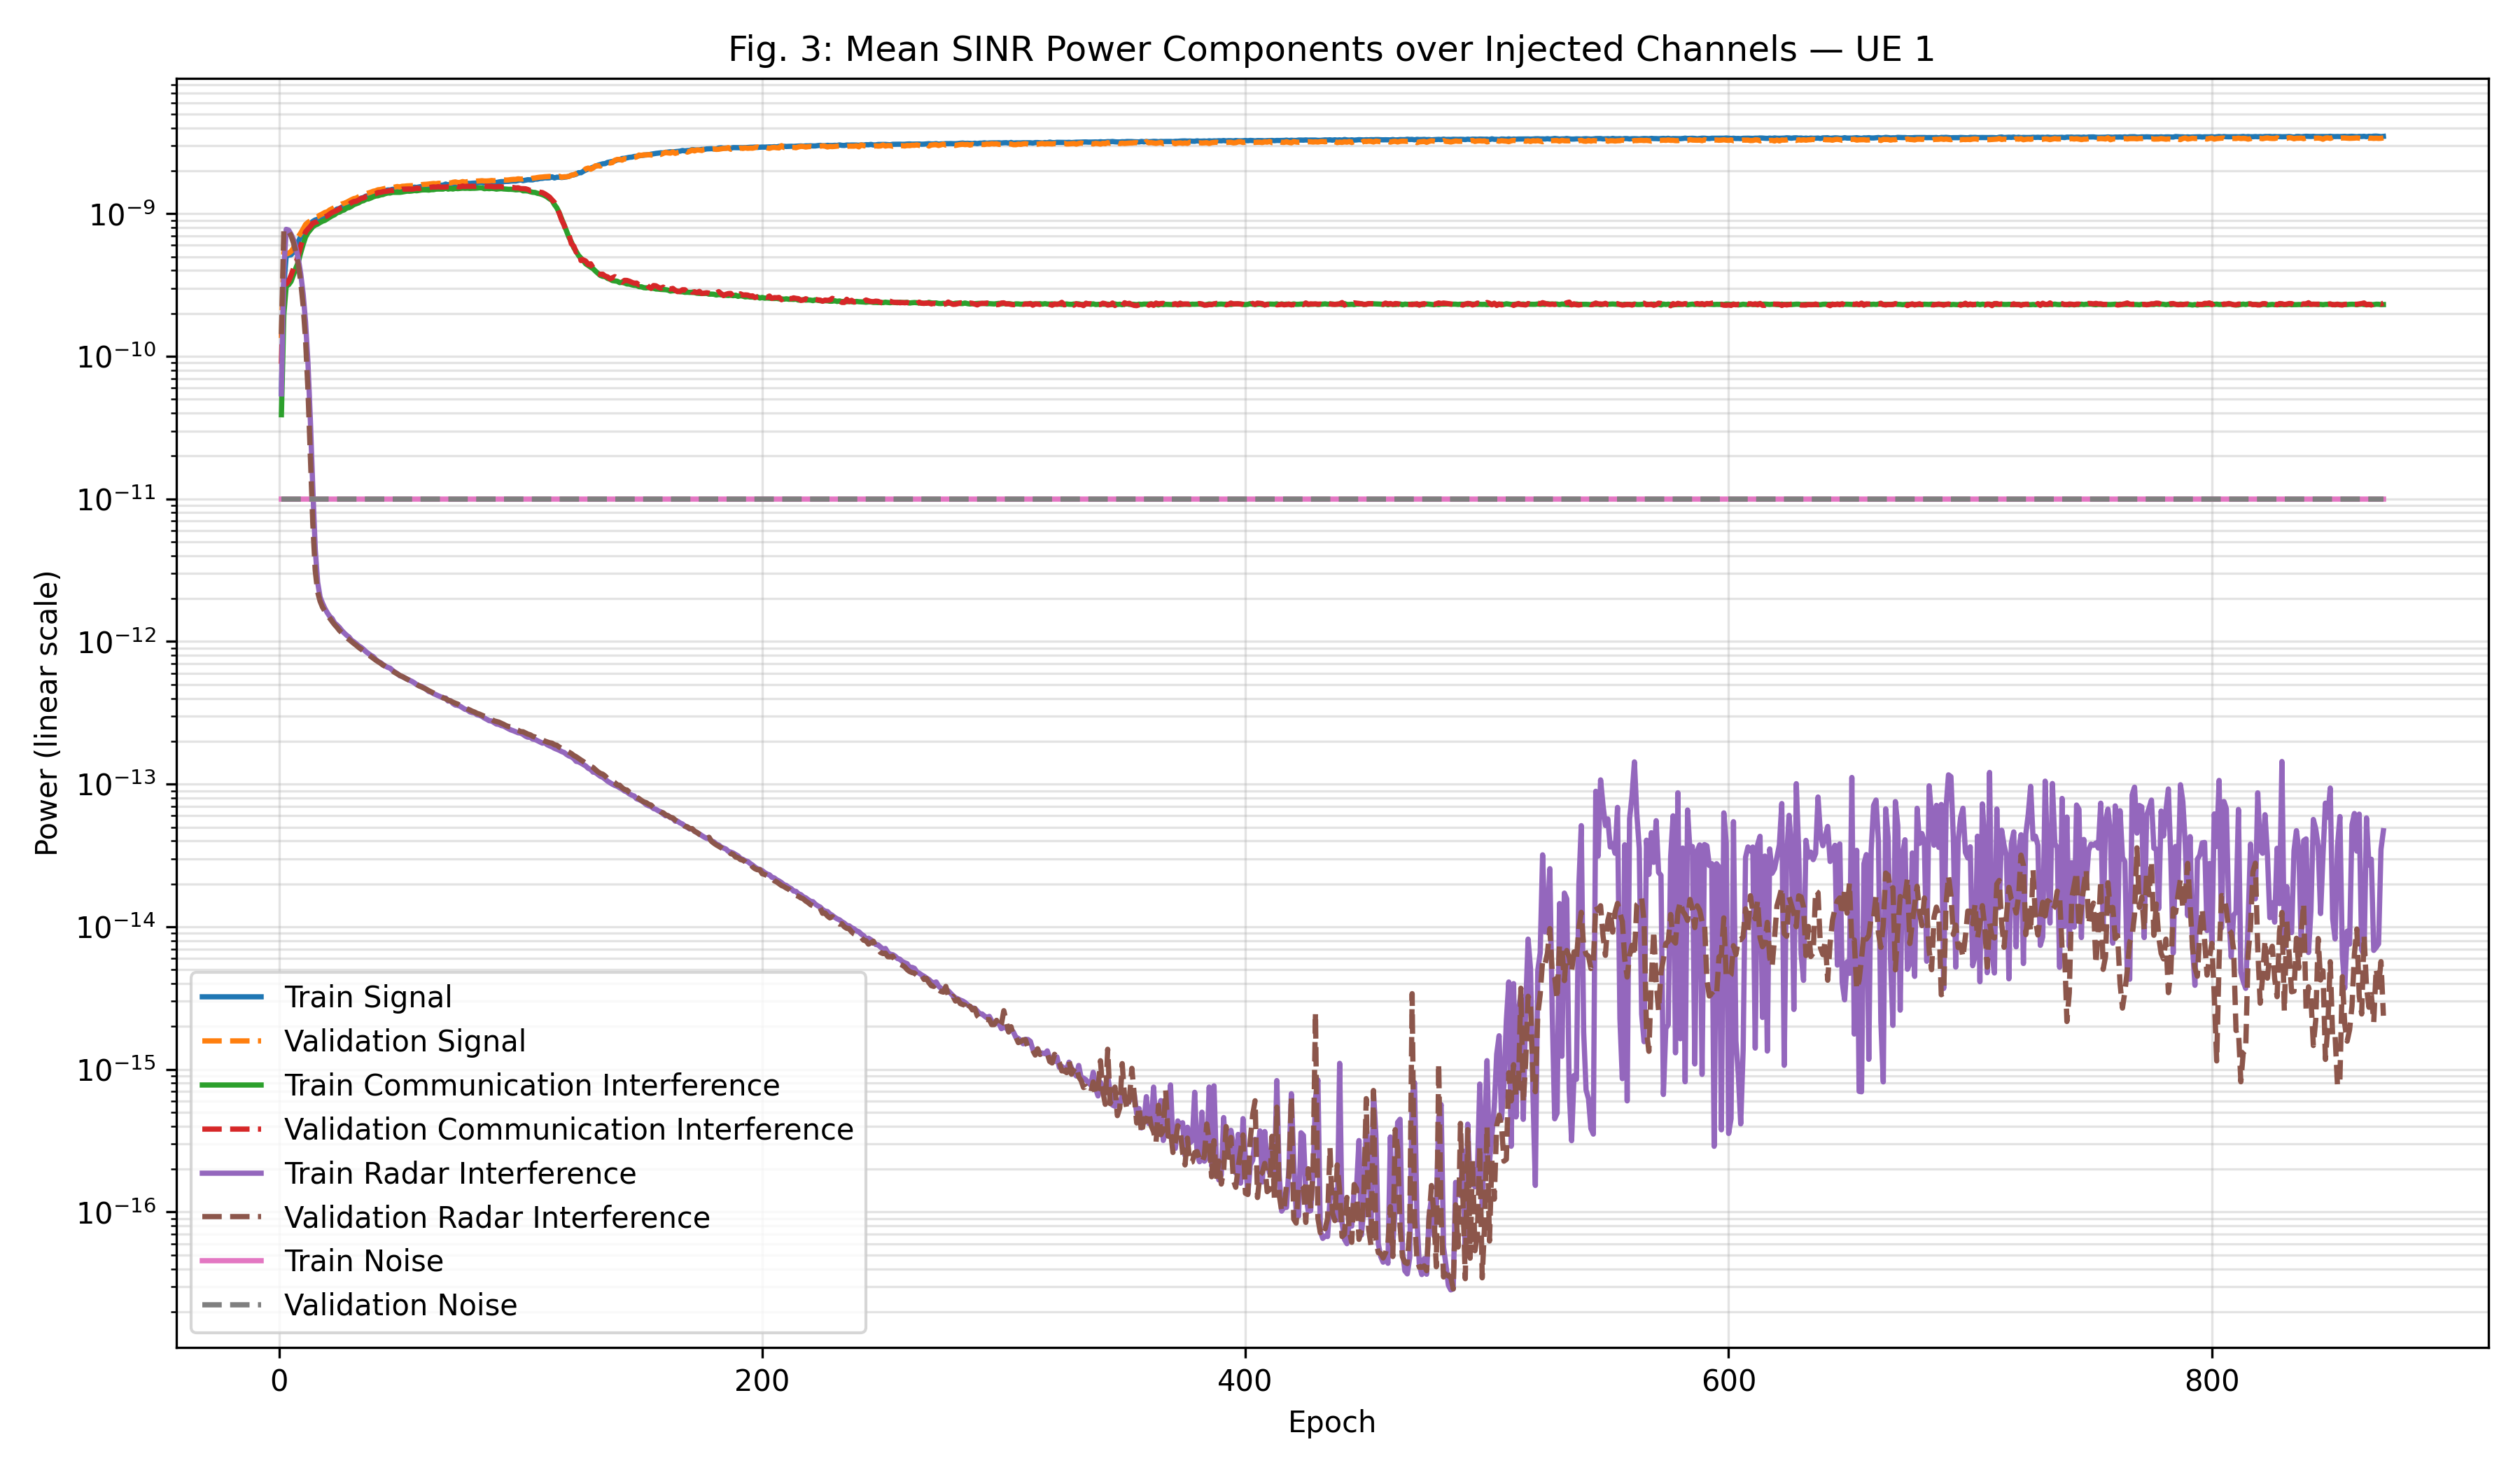 Fig. 3: Mean SINR Power Components over Injected Channels — UE 1
Power (linear scale)
10⁻⁹
10⁻¹⁰
10⁻¹¹
10⁻¹²
10⁻¹³
10⁻¹⁴
10⁻¹⁵
10⁻¹⁶
Train Signal
Validation Signal
Train Communication Interference
Validation Communication Interference
Train Radar Interference
Validation Radar Interference
Train Noise
Validation Noise
0 200 400 600 800
Epoch